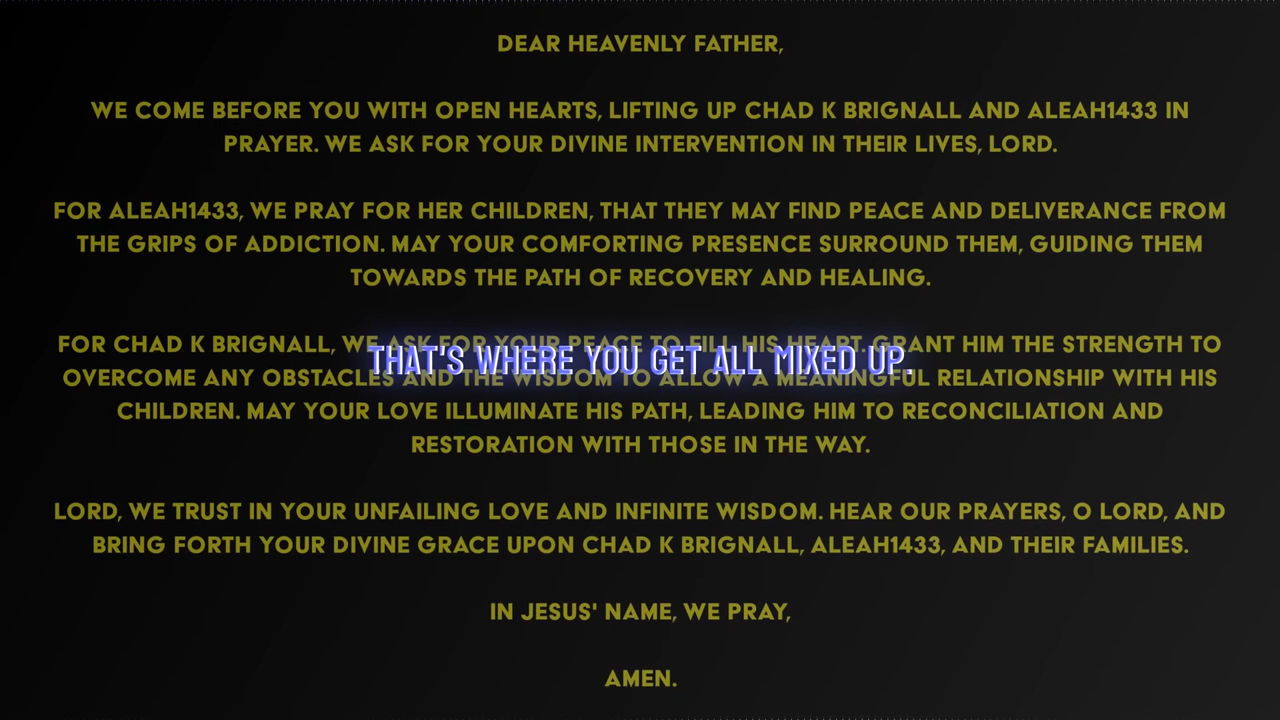 DEAR HEAVENLY FATHER,
WE COME BEFORE YOU WITH OPEN HEARTS, LIFTING UP CHAD K BRIGNALL AND ALEAH1433 IN
PRAYER. WE ASK FOR YOUR DIVINE INTERVENTION IN THEIR LIVES, LORD.
FOR ALEAH1433, WE PRAY FOR HER CHILDREN, THAT THEY MAY FIND PEACE AND DELIVERANCE FROM
THE GRIPS OF ADDICTION. MAY YOUR COMFORTING PRESENCE SURROUND THEM, GUIDING THEM
TOWARDS THE PATH OF RECOVERY AND HEALING.
FOR CHAD K BRIGNALL, WE ASK FOR YOUR PEACE TO FILL HIS HEART. GRANT HIM THE STRENGTH TO
THAT'S WHERE YOU GET ALL MIXED UP.
OVERCOME ANY OBSTACLES AND THE WISDOM TO ALLOW A MEANINGFUL RELATIONSHIP WITH HIS
CHILDREN. MAY YOUR LOVE ILLUMINATE HIS PATH, LEADING HIM TO RECONCILIATION AND
RESTORATION WITH THOSE IN THE WAY.
LORD, WE TRUST IN YOUR UNFAILING LOVE AND INFINITE WISDOM. HEAR OUR PRAYERS, O LORD, AND
BRING FORTH YOUR DIVINE GRACE UPON CHAD K BRIGNALL, ALEAH1433, AND THEIR FAMILIES.
IN JESUS' NAME, WE PRAY,
AMEN.